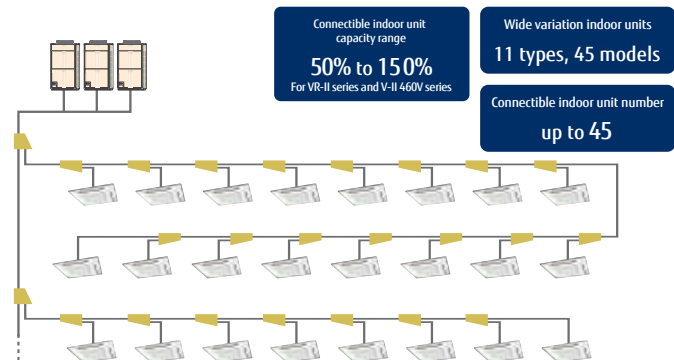 Connectible indoor unit
capacity range
50% to 150%
For VR-II series and V-II 460V series
Wide variation indoor units
11 types, 45 models
Connectible indoor unit number
up to 45